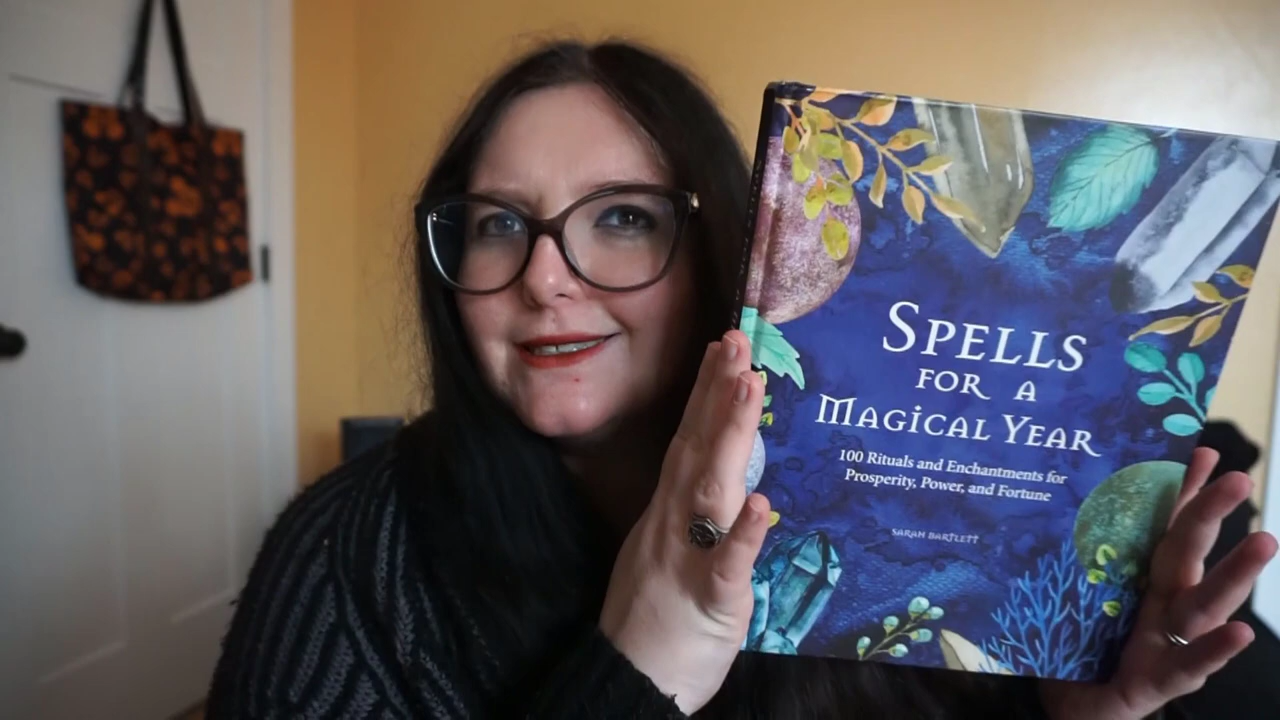 SPELLS
FOR A
MAGICAL YEAR
100 Rituals and Enchantments for
Prosperity, Power, and Fortune
SARAH BARTLETT